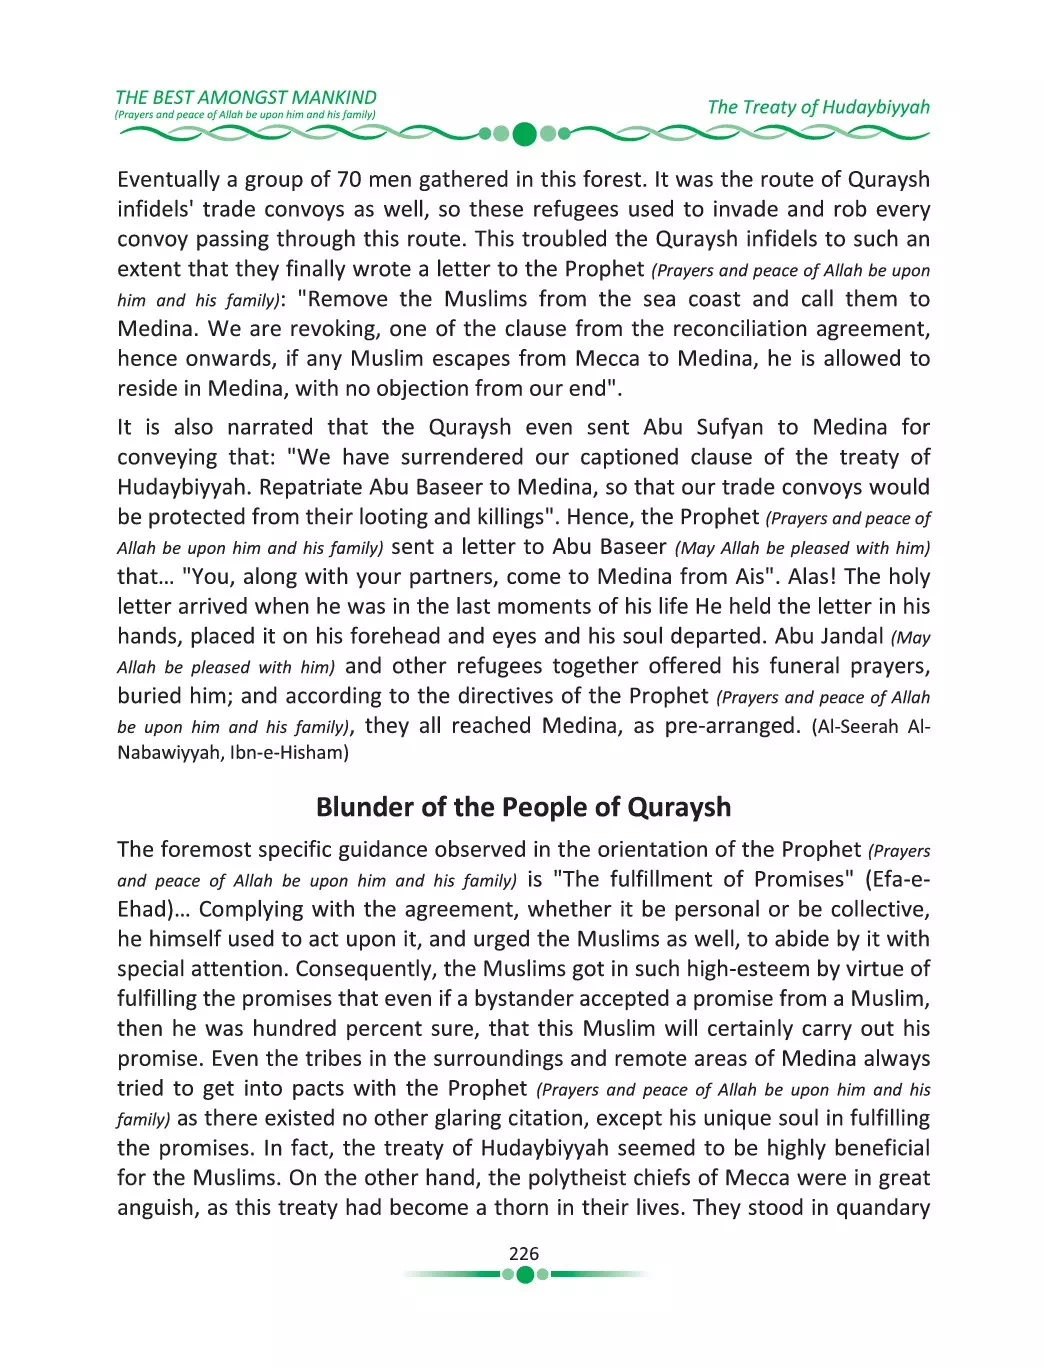 THE BEST AMONGST MANKIND
(Prayers and peace of Allah be upon him and his family)
The Treaty of Hudaybiyyah
Eventually a group of 70 men gathered in this forest. It was the route of Quraysh
infidels' trade convoys as well, so these refugees used to invade and rob every
convoy passing through this route. This troubled the Quraysh infidels to such an
extent that they finally wrote a letter to the Prophet (Prayers and peace of Allah be upon
him and his family): "Remove the Muslims from the sea coast and call them to
Medina. We are revoking, one of the clause from the reconciliation agreement,
hence onwards, if any Muslim escapes from Mecca to Medina, he is allowed to
reside in Medina, with no objection from our end".
It is also narrated that the Quraysh even sent Abu Sufyan to Medina for
conveying that: "We have surrendered our captioned clause of the treaty of
Hudaybiyyah. Repatriate Abu Baseer to Medina, so that our trade convoys would
be protected from their looting and killings". Hence, the Prophet (Prayers and peace of
Allah be upon him and his family) sent a letter to Abu Baseer (May Allah be pleased with him)
that… "You, along with your partners, come to Medina from Ais". Alas! The holy
letter arrived when he was in the last moments of his life He held the letter in his
hands, placed it on his forehead and eyes and his soul departed. Abu Jandal (May
Allah be pleased with him) and other refugees together offered his funeral prayers,
buried him; and according to the directives of the Prophet (Prayers and peace of Allah
be upon him and his family), they all reached Medina, as pre-arranged. (Al-Seerah Al-
Nabawiyyah, Ibn-e-Hisham)
Blunder of the People of Quraysh
The foremost specific guidance observed in the orientation of the Prophet (Prayers
and peace of Allah be upon him and his family) is "The fulfillment of Promises" (Efa-e-
Ehad)… Complying with the agreement, whether it be personal or be collective,
he himself used to act upon it, and urged the Muslims as well, to abide by it with
special attention. Consequently, the Muslims got in such high-esteem by virtue of
fulfilling the promises that even if a bystander accepted a promise from a Muslim,
then he was hundred percent sure, that this Muslim will certainly carry out his
promise. Even the tribes in the surroundings and remote areas of Medina always
tried to get into pacts with the Prophet (Prayers and peace of Allah be upon him and his
family) as there existed no other glaring citation, except his unique soul in fulfilling
the promises. In fact, the treaty of Hudaybiyyah seemed to be highly beneficial
for the Muslims. On the other hand, the polytheist chiefs of Mecca were in great
anguish, as this treaty had become a thorn in their lives. They stood in quandary
226